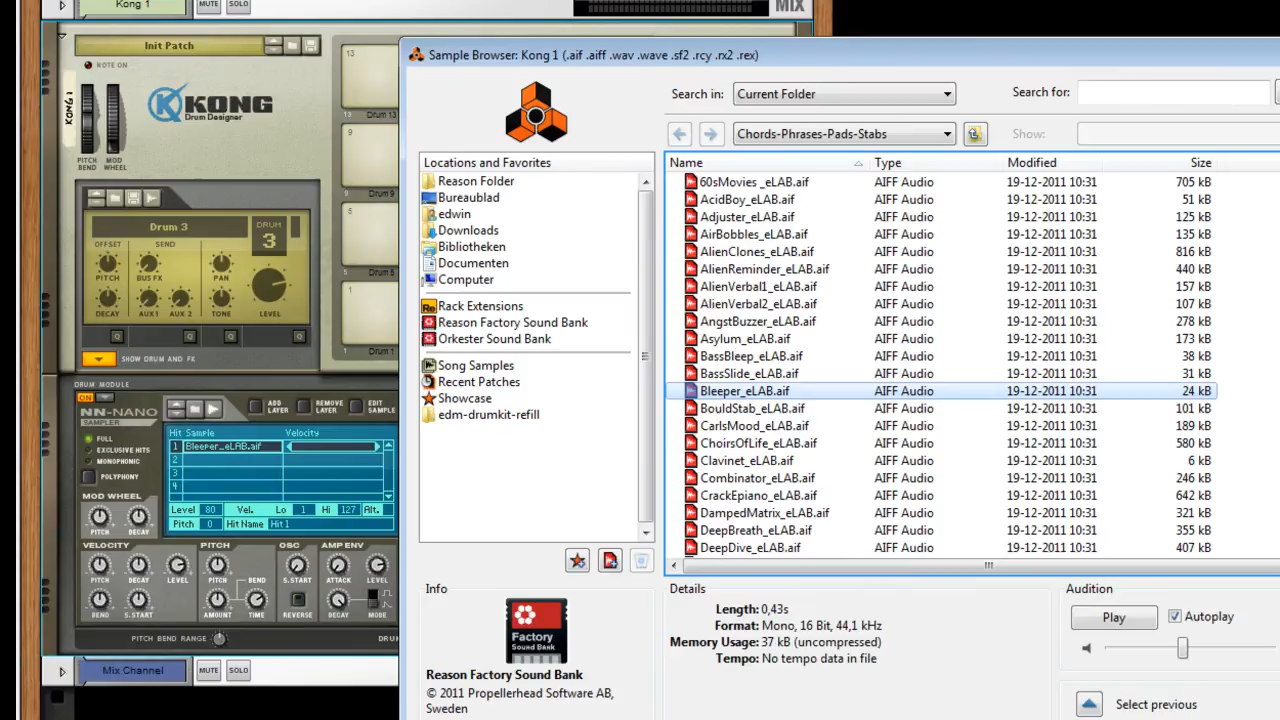 Kong 1
MUTE
SOLO
MIX
Init Patch
NOTE ON
KONG 1
KONG
Drum Designer
PITCH BEND
MOD WHEEL
13
Drum 13
9
Drum 9
5
1
Drum 1
Drum 3
DRUM
3
OFFSET
SEND
PITCH
BUS FX
PAN
DECAY
AUX 1
AUX 2
TONE
LEVEL
Q
Q
Q
SHOW DRUM AND FX
DRUM MODULE
ON
NN-NANO
SAMPLER
ADD LAYER
REMOVE LAYER
EDIT SAMPLE
FULL
EXCLUSIVE HITS
MONOPHONIC
POLYPHONY
Hit Sample
Velocity
1 Bleeper_eLAB.aif
2
3
4
Level 80 Vel. Lo 1 Hi 127 Alt.
Pitch 0 Hit Name Hit 1
MOD WHEEL
PITCH
DECAY
VELOCITY
PITCH
OSC
AMP ENV
PITCH
DECAY
LEVEL
PITCH
S.START
ATTACK
LEVEL
BEND
BEND
S.START
AMOUNT
TIME
REVERSE
DECAY
MODE
PITCH BEND RANGE
DRU
Mix Channel
MUTE
SOLO
Sample Browser: Kong 1 (.aif .aiff .wav .wave .sf2 .rcy .rx2 .rex)
Search in:
Current Folder
Search for:
Chords-Phrases-Pads-Stabs
Show:
Locations and Favorites
Reason Folder
Bureaublad
edwin
Downloads
Bibliotheken
Documenten
Computer
Rack Extensions
Reason Factory Sound Bank
Orkester Sound Bank
Song Samples
Recent Patches
Showcase
edm-drumkit-refill
Name Type Modified Size
60sMovies _eLAB.aif AIFF Audio 19-12-2011 10:31 705 kB
AcidBoy_eLAB.aif AIFF Audio 19-12-2011 10:31 51 kB
Adjuster_eLAB.aif AIFF Audio 19-12-2011 10:31 125 kB
AirBobbles_eLAB.aif AIFF Audio 19-12-2011 10:31 135 kB
AlienClones_eLAB.aif AIFF Audio 19-12-2011 10:31 816 kB
AlienReminder_eLAB.aif AIFF Audio 19-12-2011 10:31 440 kB
AlienVerbal1_eLAB.aif AIFF Audio 19-12-2011 10:31 157 kB
AlienVerbal2_eLAB.aif AIFF Audio 19-12-2011 10:31 107 kB
AngstBuzzer_eLAB.aif AIFF Audio 19-12-2011 10:31 278 kB
Asylum_eLAB.aif AIFF Audio 19-12-2011 10:31 173 kB
BassBleep_eLAB.aif AIFF Audio 19-12-2011 10:31 38 kB
BassSlide_eLAB.aif AIFF Audio 19-12-2011 10:31 31 kB
Bleeper_eLAB.aif AIFF Audio 19-12-2011 10:31 24 kB
BouldStab_eLAB.aif AIFF Audio 19-12-2011 10:31 101 kB
CarlsMood_eLAB.aif AIFF Audio 19-12-2011 10:31 189 kB
ChoirsOfLife_eLAB.aif AIFF Audio 19-12-2011 10:31 580 kB
Clavinet_eLAB.aif AIFF Audio 19-12-2011 10:31 6 kB
Combinator_eLAB.aif AIFF Audio 19-12-2011 10:31 246 kB
CrackEpiano_eLAB.aif AIFF Audio 19-12-2011 10:31 642 kB
DampedMatrix_eLAB.aif AIFF Audio 19-12-2011 10:31 321 kB
DeepBreath_eLAB.aif AIFF Audio 19-12-2011 10:31 355 kB
DeepDive_eLAB.aif AIFF Audio 19-12-2011 10:31 407 kB
Info
Factory
Sound Bank
Reason Factory Sound Bank
© 2011 Propellerhead Software AB,
Sweden
Details
Length: 0,43s
Format: Mono, 16 Bit, 44,1 kHz
Memory Usage: 37 kB (uncompressed)
Tempo: No tempo data in file
Audition
Play
Autoplay
Select previous